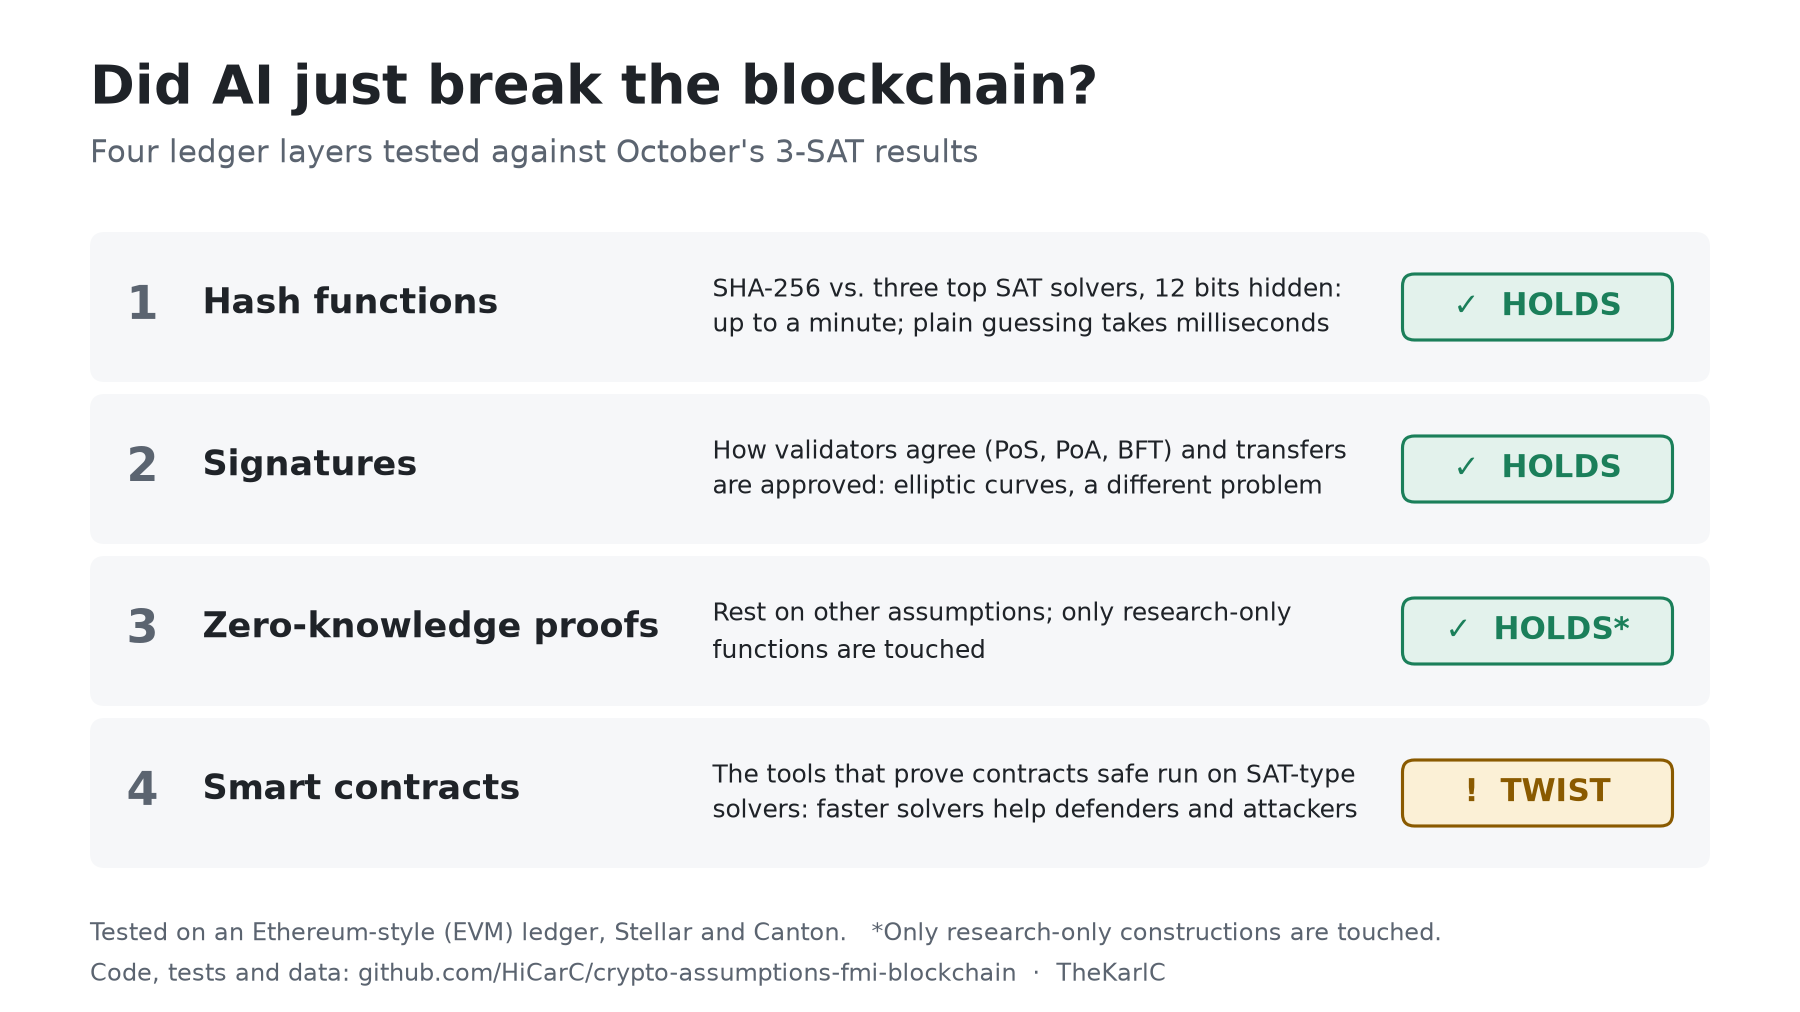 Did AI just break the blockchain?
Four ledger layers tested against October's 3-SAT results
1 Hash functions
SHA-256 vs. three top SAT solvers, 12 bits hidden:
up to a minute; plain guessing takes milliseconds
✓ HOLDS
2 Signatures
How validators agree (PoS, PoA, BFT) and transfers
are approved: elliptic curves, a different problem
✓ HOLDS
3 Zero-knowledge proofs
Rest on other assumptions; only research-only
functions are touched
✓ HOLDS*
4 Smart contracts
The tools that prove contracts safe run on SAT-type
solvers: faster solvers help defenders and attackers
! TWIST
Tested on an Ethereum-style (EVM) ledger, Stellar and Canton. *Only research-only constructions are touched.
Code, tests and data: github.com/HiCarC/crypto-assumptions-fmi-blockchain · TheKarlC